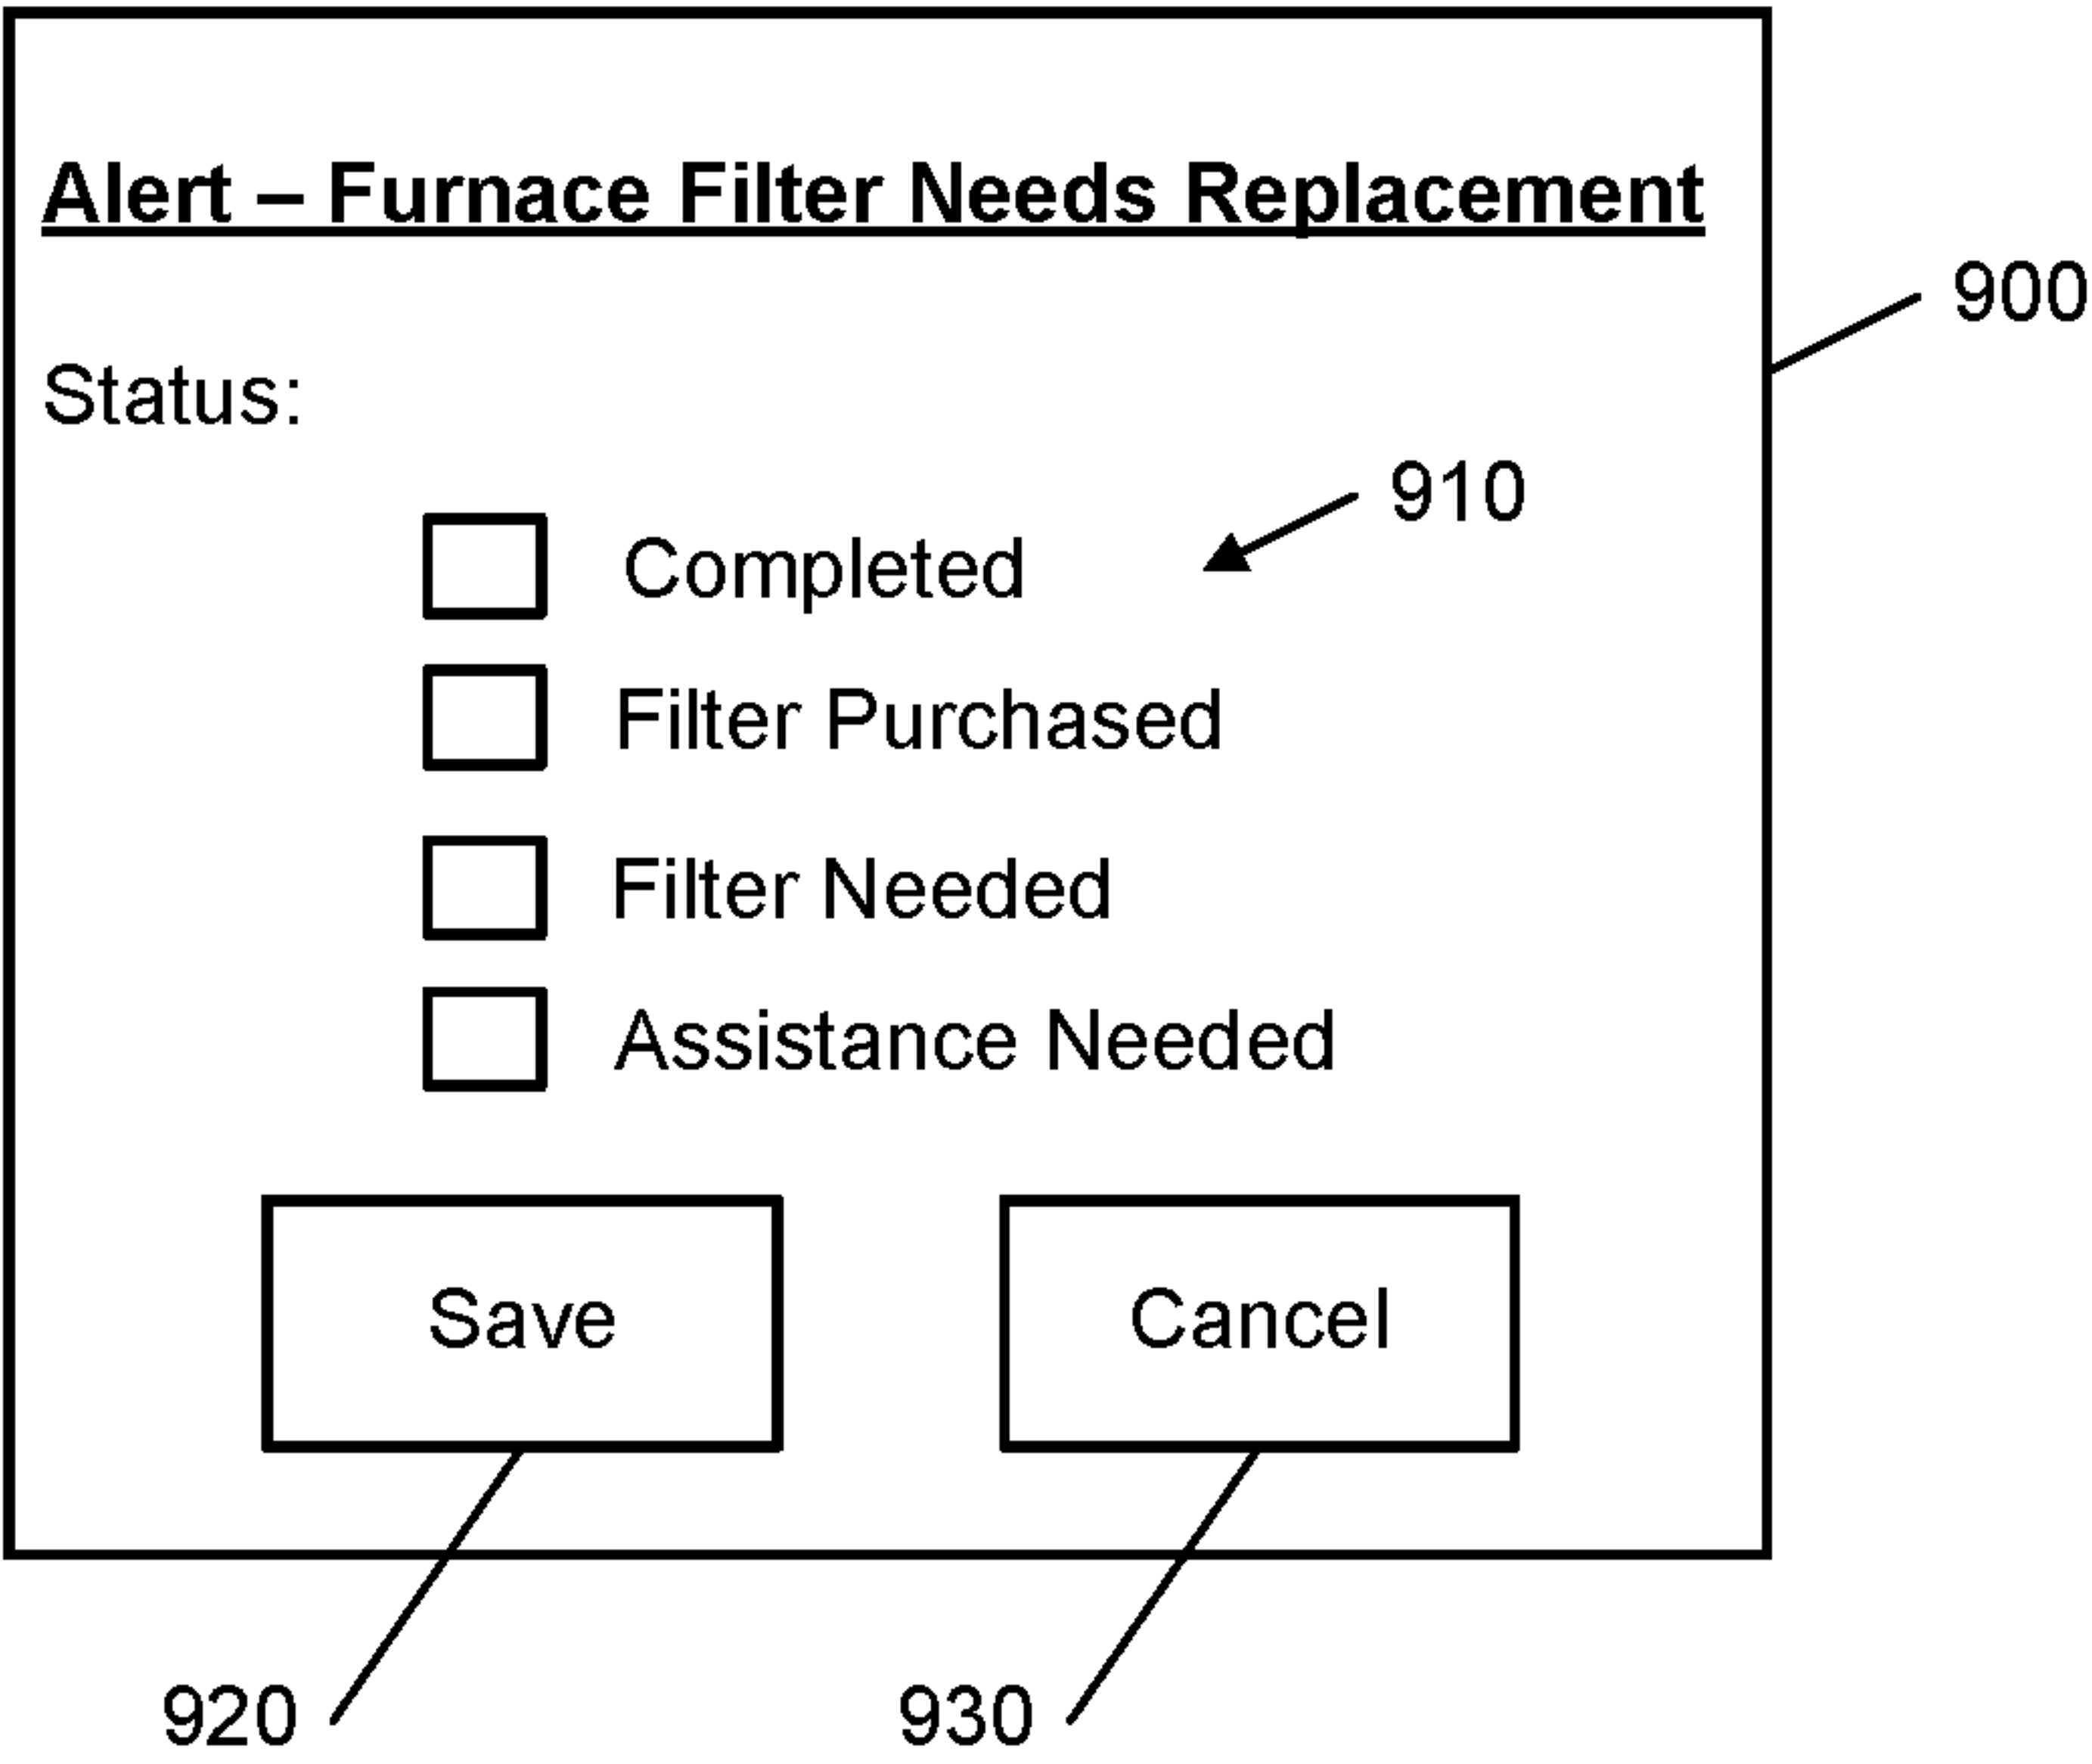 Alert – Furnace Filter Needs Replacement
900
Status:
910
Completed
Filter Purchased
Filter Needed
Assistance Needed
Save
Cancel
920
930